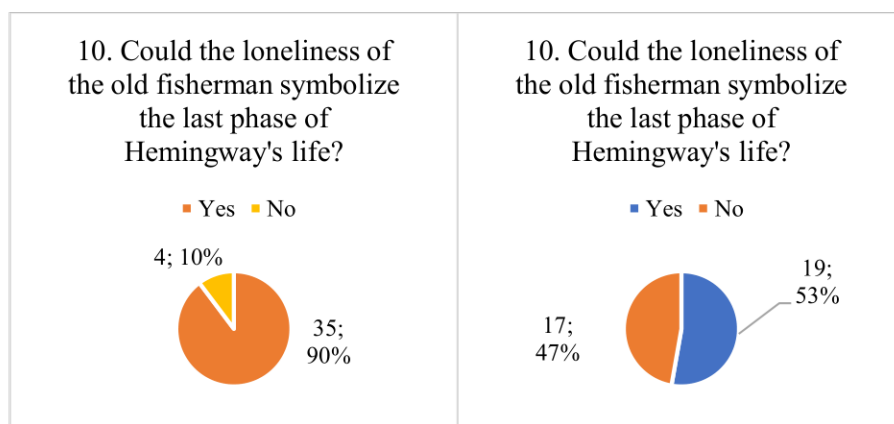 10. Could the loneliness of
the old fisherman symbolize
the last phase of
Hemingway's life?
Yes No
4; 10%
35;
90%
10. Could the loneliness of
the old fisherman symbolize
the last phase of
Hemingway's life?
Yes No
19;
53%
17;
47%